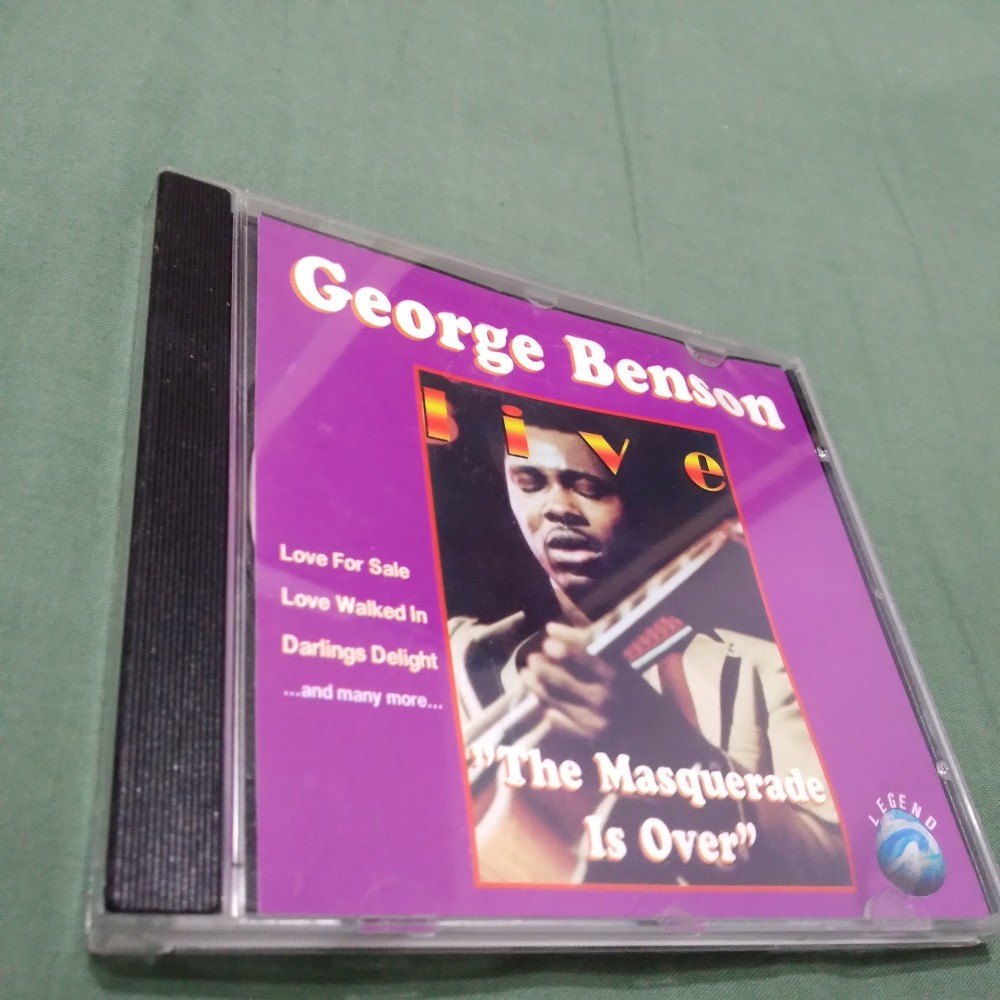 George Benson
live
Love For Sale
Love Walked In
Darlings Delight
...and many more...
"The Masquerade
Is Over"
LEGEND